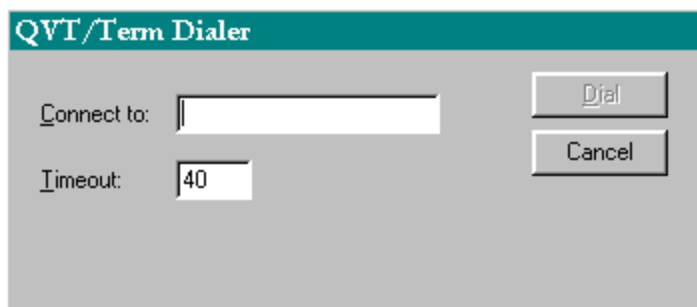 QVT/Term Dialer
Connect to:
Dial
Timeout:
40
Cancel